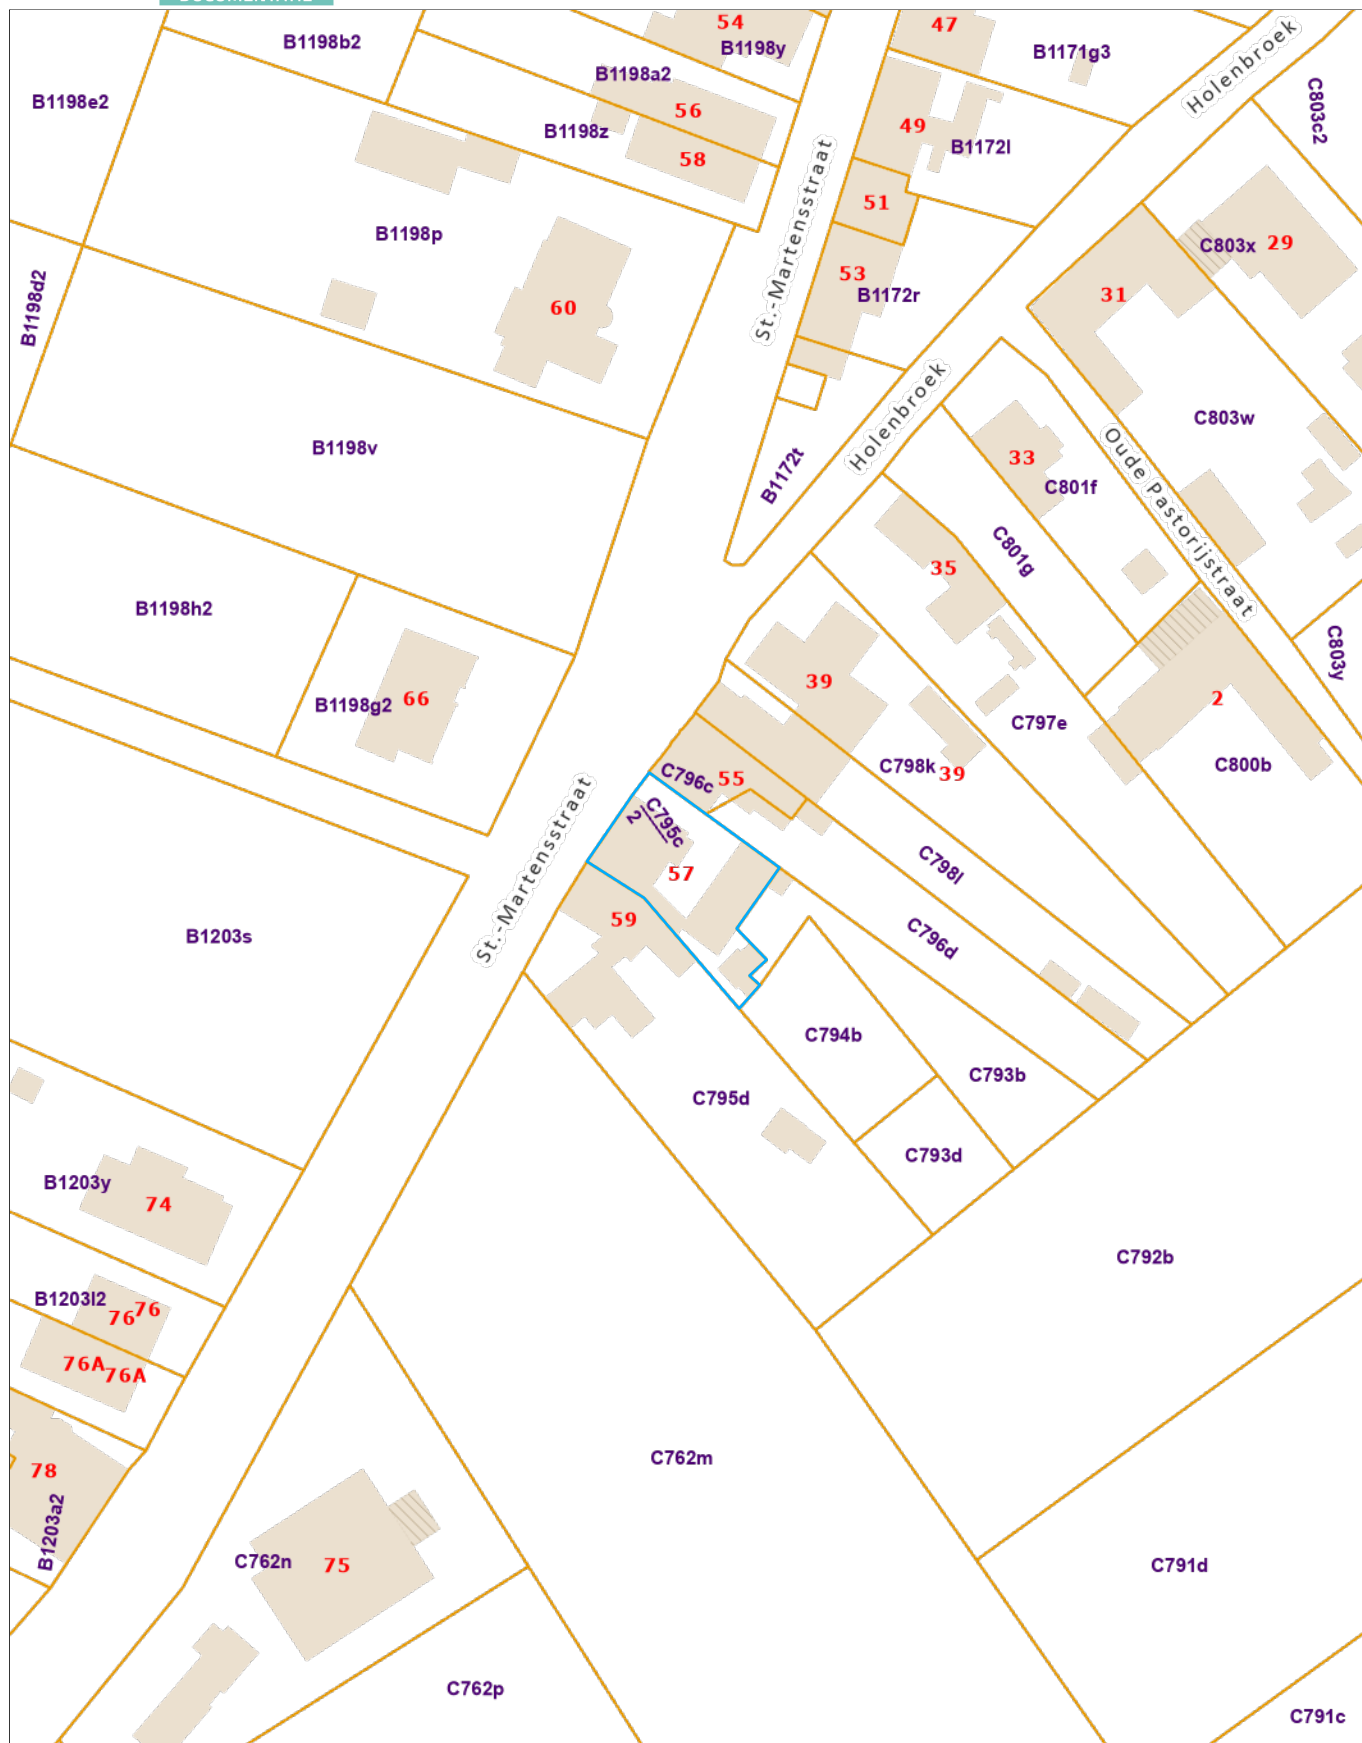 54
47
B1198b2
B1198y
B1171g3
Holenbroek
B1198a2
B1198e2
C803c2
56
B1198z
49
B1172l
58
51
B1198p
St.-Martensstraat
C803x
29
53
B1172r
31
B1198d2
60
Holenbroek
C803w
B1198v
33
B1172t
C801f
Oude Pastorijstraat
C801g
35
B1198h2
C803y
39
66
B1198g2
2
C797e
C796c
55
C798k
39
C800b
C795c
2
57
C798l
St.-Martensstraat
59
B1203s
C796d
C794b
C793b
C795d
C793d
B1203y
74
C792b
B1203l2
76
76
76A
76A
C762m
78
B1203a2
C762n
75
C791d
C762p
C791c